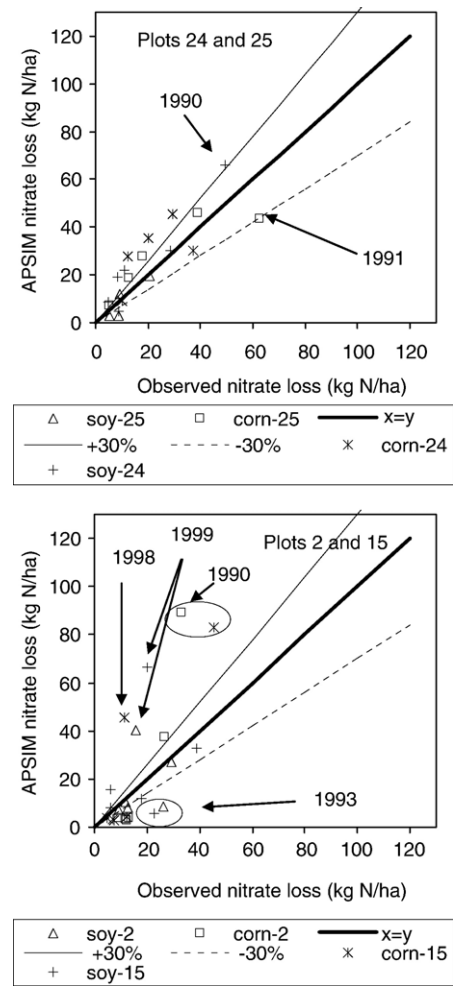 Plots 24 and 25
120
100
80
60
40
20
0
APSIM nitrate loss (kg N/ha)
1990
1991
0 20 40 60 80 100 120
Observed nitrate loss (kg N/ha)
soy-25 corn-25 x=y
+30% -30% corn-24
soy-24
Plots 2 and 15
120
100
80
60
40
20
0
APSIM nitrate loss (kg N/ha)
1999
1998
1990
1993
0 20 40 60 80 100 120
Observed nitrate loss (kg N/ha)
soy-2 corn-2 x=y
+30% -30% corn-15
soy-15